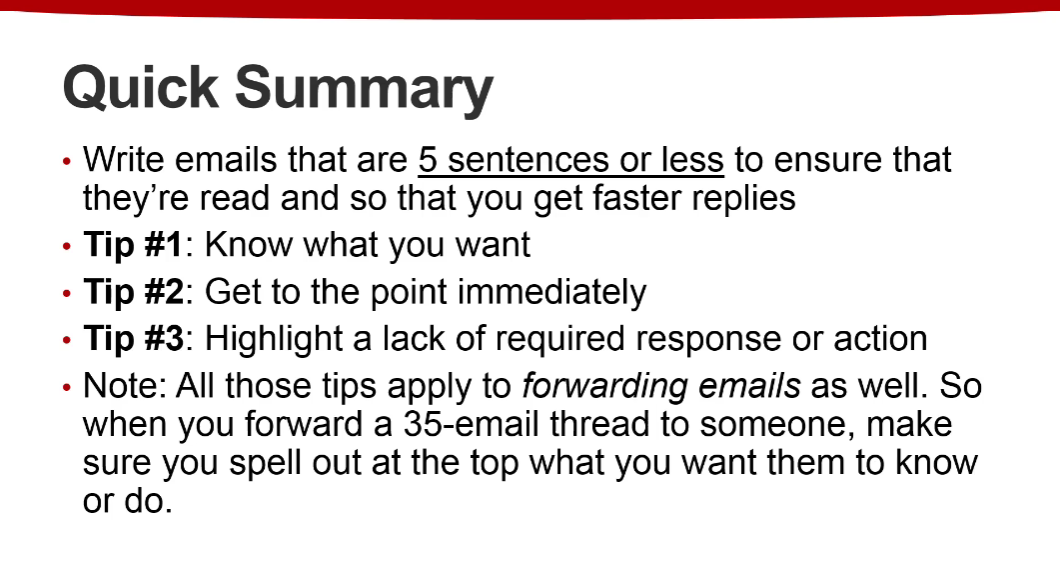 Quick Summary
• Write emails that are 5 sentences or less to ensure that
they’re read and so that you get faster replies
• Tip #1: Know what you want
• Tip #2: Get to the point immediately
• Tip #3: Highlight a lack of required response or action
• Note: All those tips apply to forwarding emails as well. So
when you forward a 35-email thread to someone, make
sure you spell out at the top what you want them to know
or do.